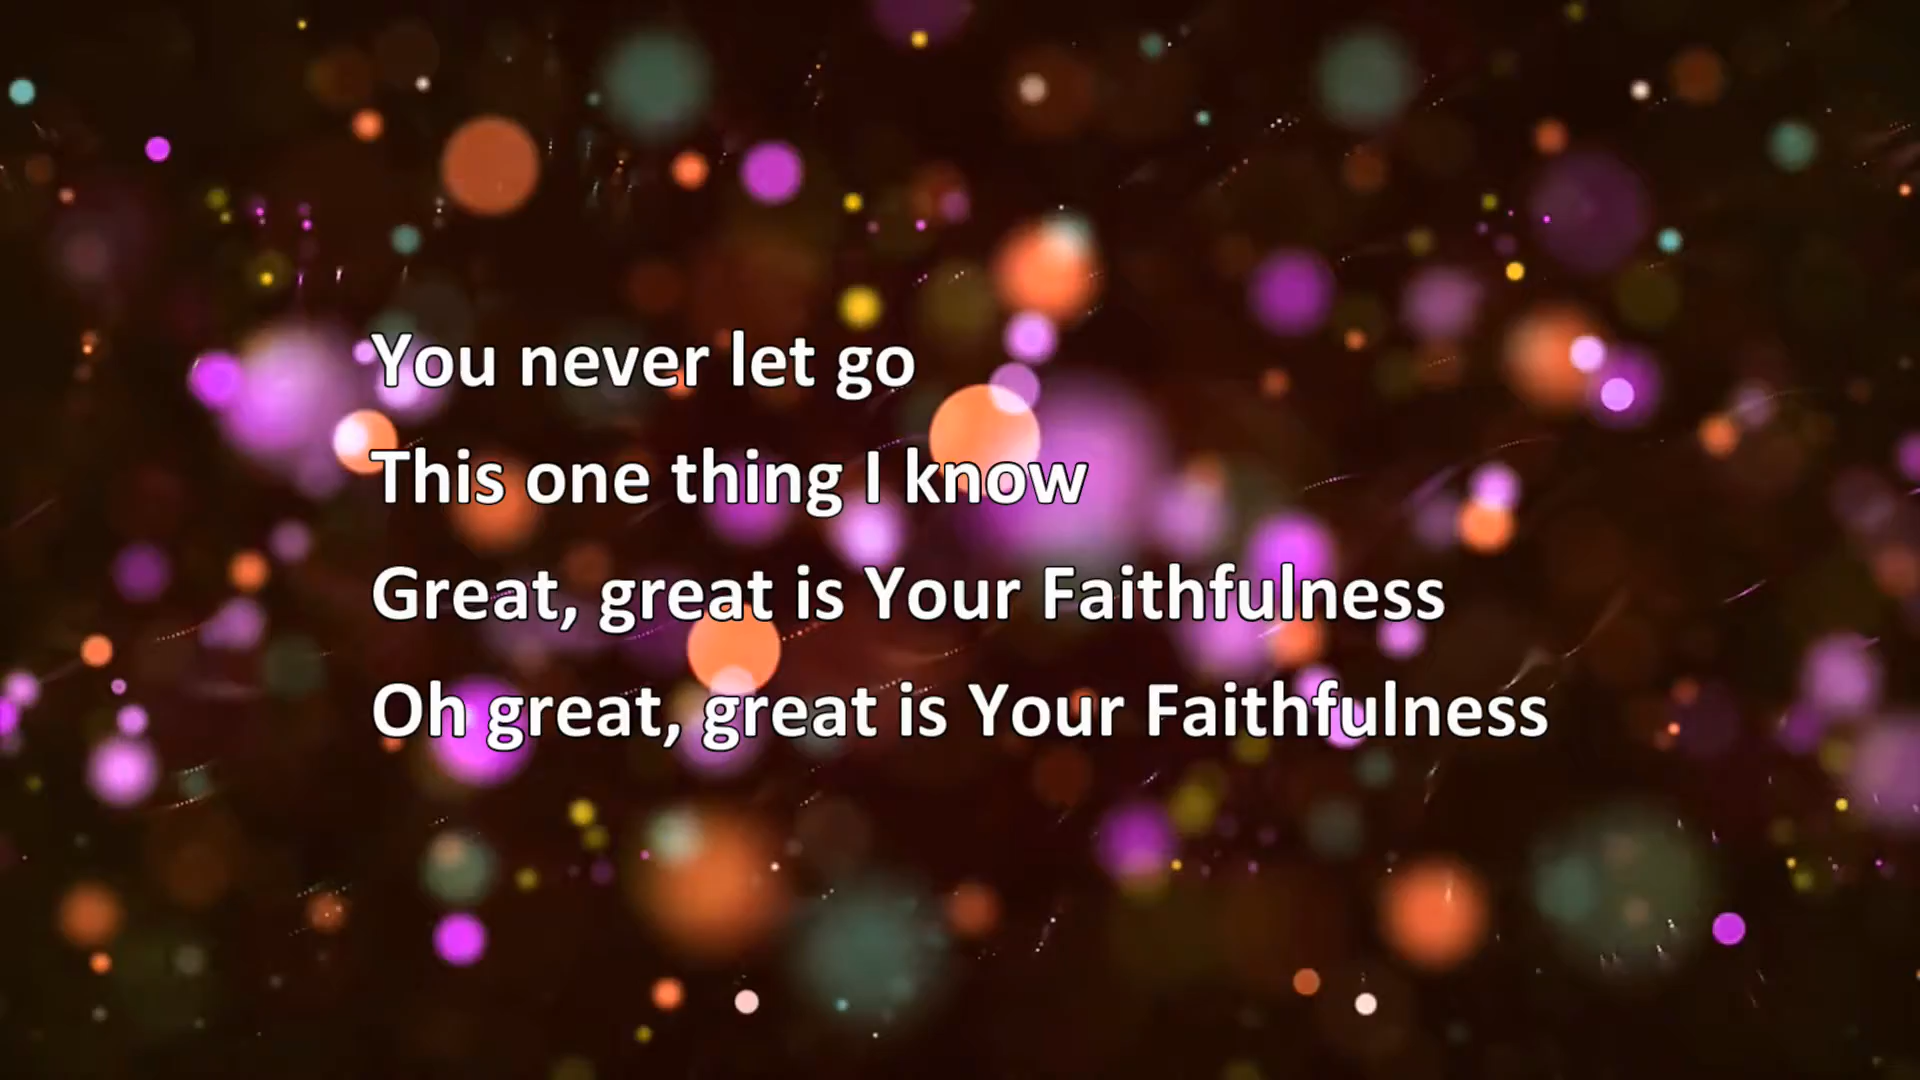 You never let go
This one thing I know
Great, great is Your Faithfulness
Oh great, great is Your Faithfulness